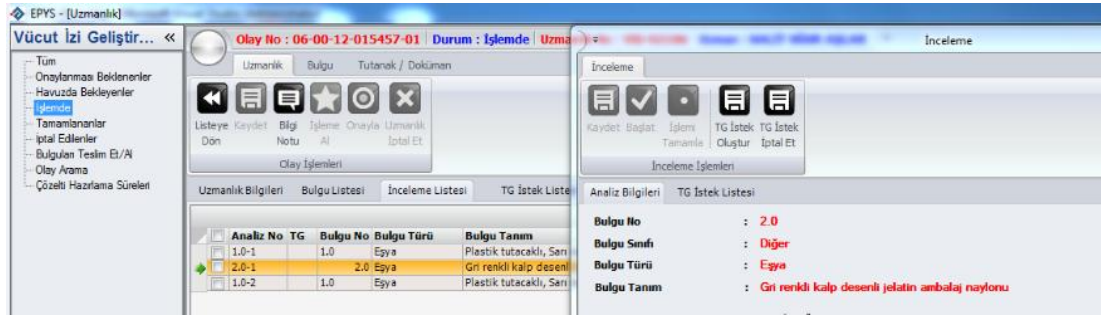 EPYS - [Uzmanlık]
Vücut İzi Geliştir... «
Tüm
Onaylanması Beklenenler
Havuzda Bekleyenler
İşlemde
Tamamlananlar
İptal Edilenler
Bulguları Teslim Et/Al
Olay Arama
Çözelti Hazırlama Süreleri
Olay No : 06-00-12-015457-01 Durum : İşlemde Uzma
Uzmanlık Bulgu Tutanak / Doküman
Listeye Dön Kaydet Bilgi Notu İşleme Al Onayla Uzmanlık İptal Et
Olay İşlemleri
Uzmanlık Bilgileri Bulgu Listesi İnceleme Listesi TG İstek Liste
Analiz No TG Bulgu No Bulgu Türü Bulgu Tanım
1.0-1 1.0 Eşya Plastik tutacaklı, Sarı
2.0-1 2.0 Eşya Gri renkli kalp desenli
1.0-2 1.0 Eşya Plastik tutacaklı, Sarı
İnceleme
İnceleme
Kaydet Başlat İşlemi Tamamla TG İstek Oluştur TG İstek İptal Et
İnceleme İşlemleri
Analiz Bilgileri TG İstek Listesi
Bulgu No : 2.0
Bulgu Sınıfı : Diğer
Bulgu Türü : Eşya
Bulgu Tanım : Gri renkli kalp desenli jelatin ambalaj naylonu